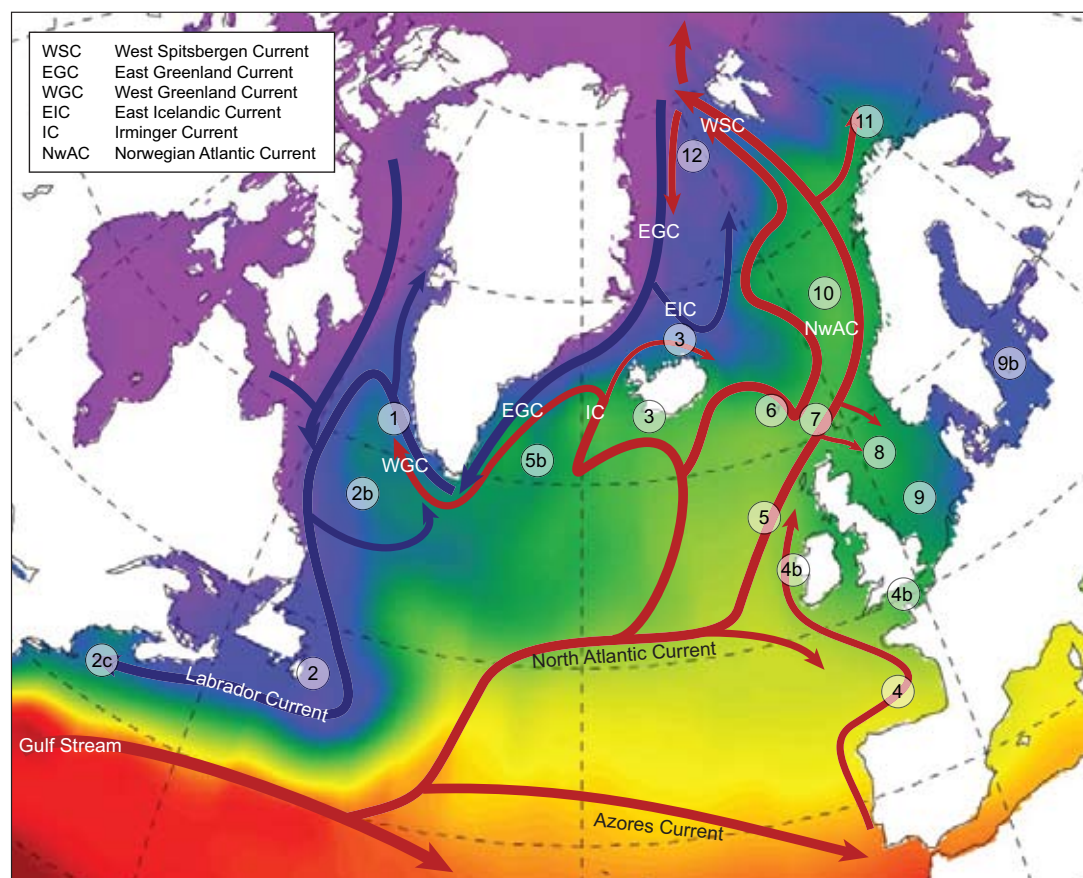 WSC West Spitsbergen Current
EGC East Greenland Current
WGC West Greenland Current
EIC East Icelandic Current
IC Irminger Current
NwAC Norwegian Atlantic Current
11
WSC
12
EGC
10
EIC
NwAC
3
9b
6
EGC
IC
3
1
7
8
WGC
5b
2b
9
5
4b
4b
North Atlantic Current
2c
2
Labrador Current
4
Gulf Stream
Azores Current